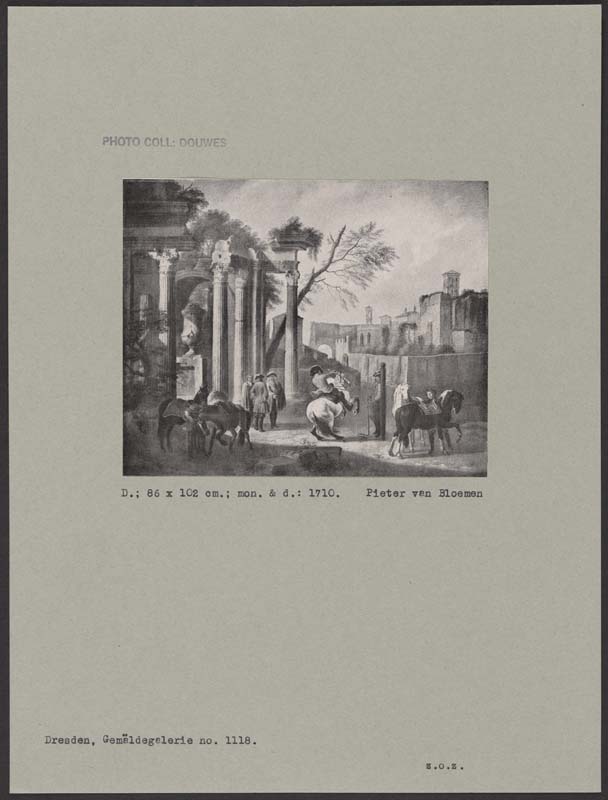 PHOTO COLL: DOUWES
D.; 86 x 102 cm.; mon. & d.: 1710. Pieter van Bloemen
Dresden, Gemäldegalerie no. 1118.
z.o.z.